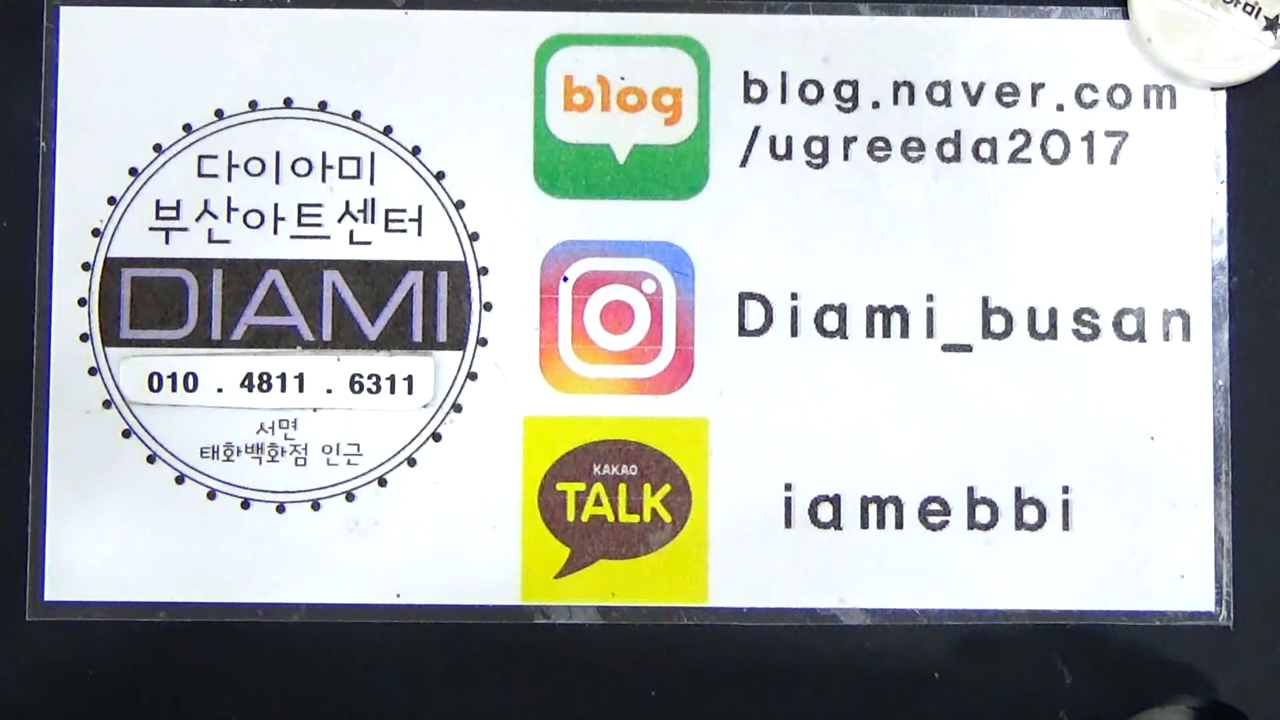 다이아미
부산아트센터
DIAMI
010 . 4811 . 6311
서면
태화백화점 인근
blog
blog.naver.com
/ugreeda2017
Diami_busan
KAKAO
TALK
iamebbi